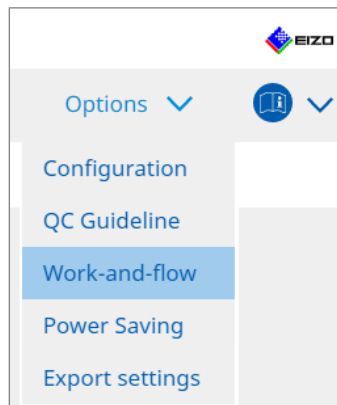 EIZO
Options
Configuration
QC Guideline
Work-and-flow
Power Saving
Export settings